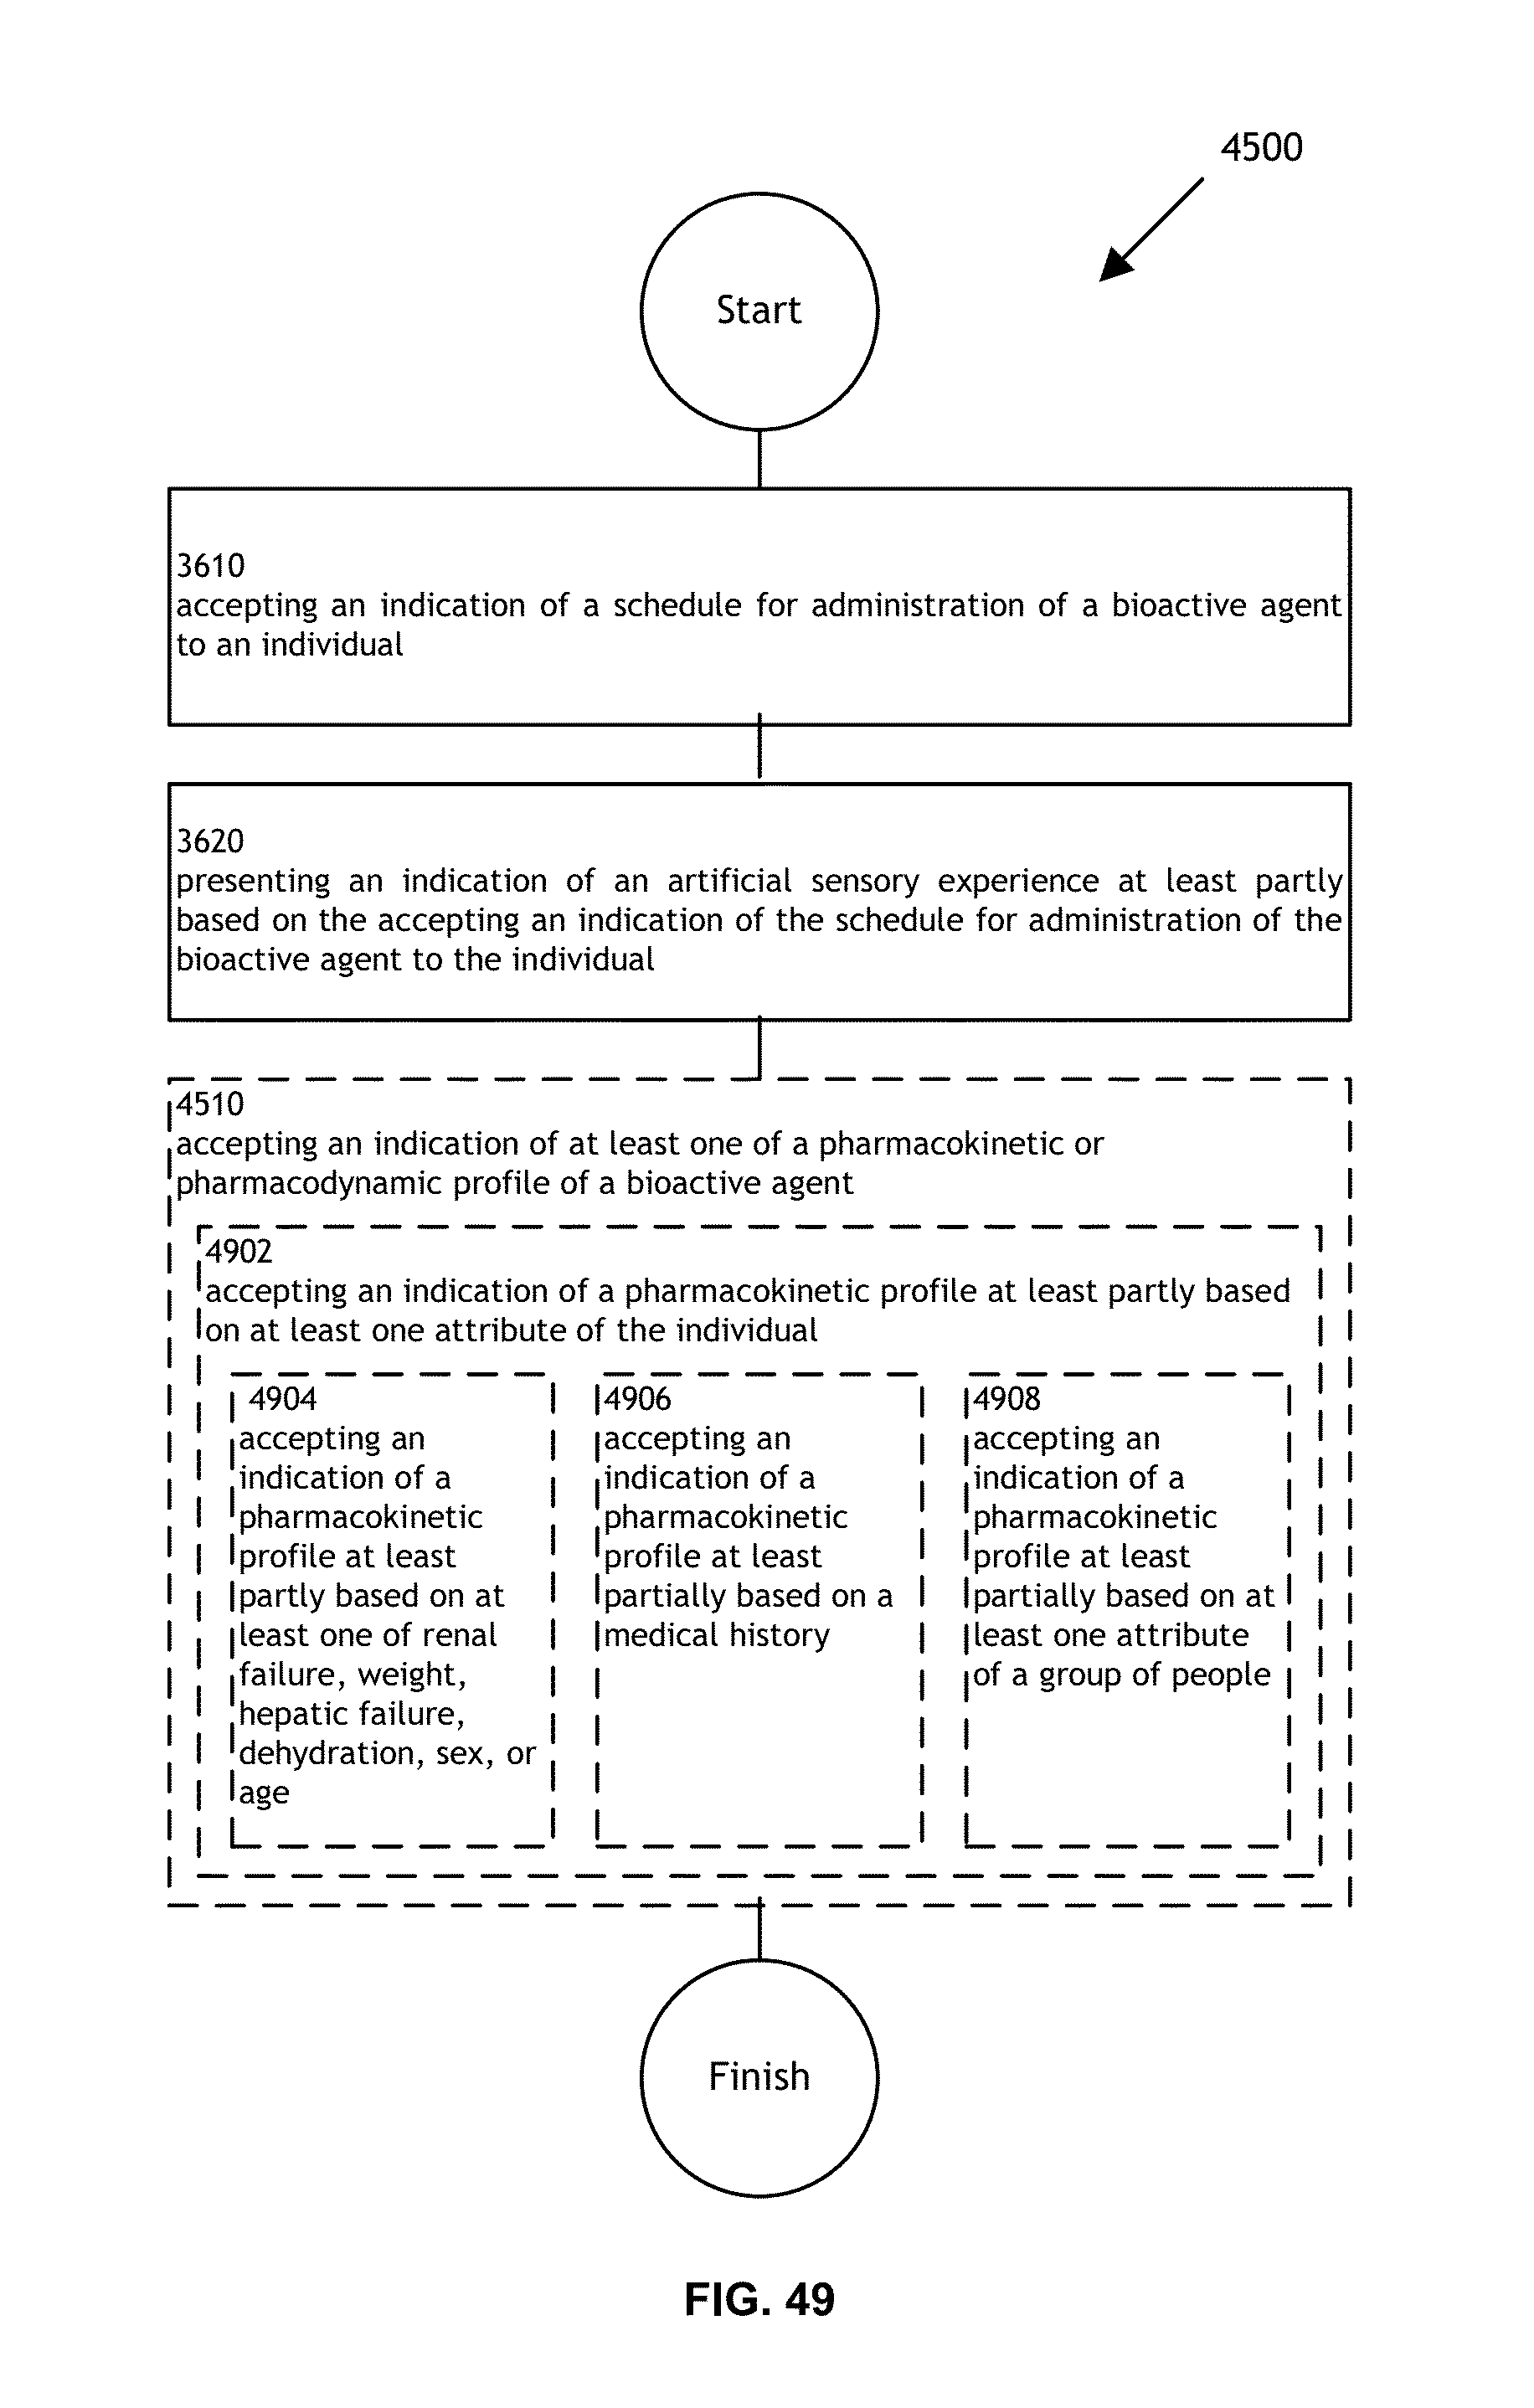 4500
Start
3610
accepting an indication of a schedule for administration of a bioactive agent
to an individual
3620
presenting an indication of an artificial sensory experience at least partly
based on the accepting an indication of the schedule for administration of the
bioactive agent to the individual
4510
accepting an indication of at least one of a pharmacokinetic or
pharmacodynamic profile of a bioactive agent
4902
accepting an indication of a pharmacokinetic profile at least partly based
on at least one attribute of the individual
4904
accepting an
indication of a
pharmacokinetic
profile at least
partly based on at
least one of renal
failure, weight,
hepatic failure,
dehydration, sex, or
age
4906
accepting an
indication of a
pharmacokinetic
profile at least
partially based on a
medical history
4908
accepting an
indication of a
pharmacokinetic
profile at least
partially based on at
least one attribute
of a group of people
Finish
FIG. 49